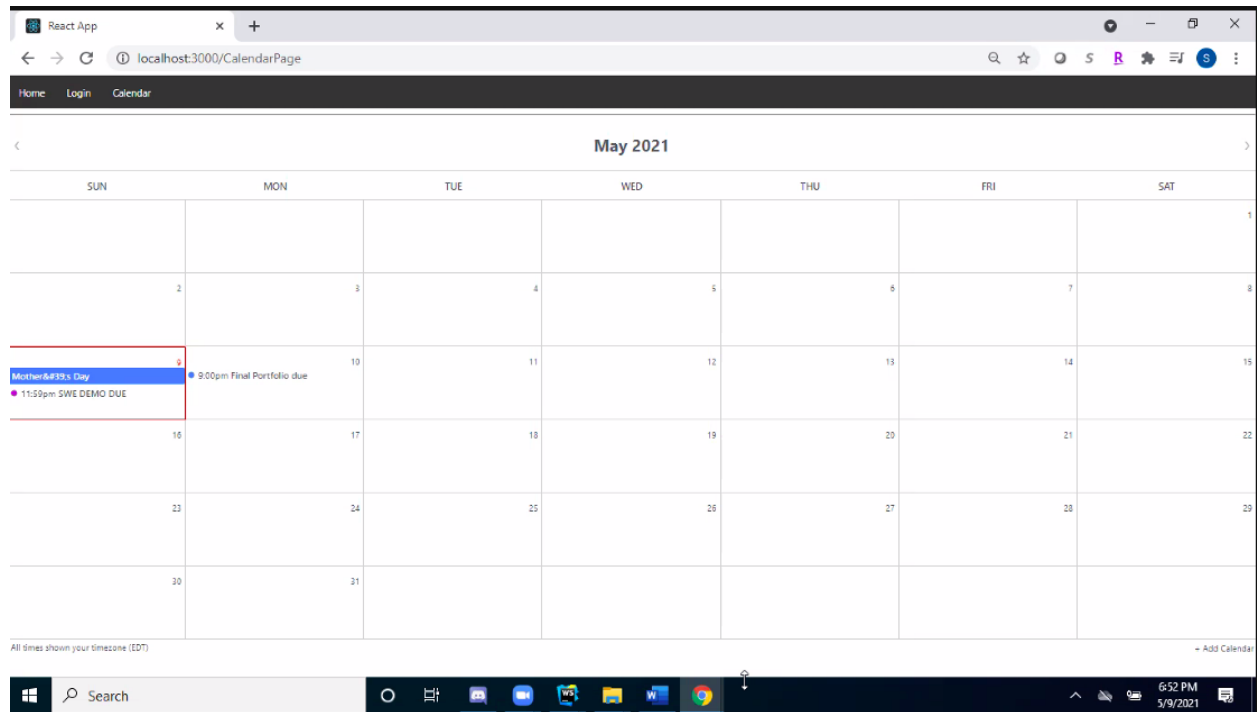 React App
localhost:3000/CalendarPage
S R S
Home Login Calendar
May 2021
SUN MON TUE WED THU FRI SAT
1
2 3 4 5 6 7 8
9 10 11 12 13 14 15
Mother&#39;s Day 9:00pm Final Portfolio due
11:59pm SWE DEMO DUE
16 17 18 19 20 21 22
23 24 25 26 27 28 29
30 31
All times shown your timezone (EDT) + Add Calendar
Search WS W 6:52 PM
5/9/2021